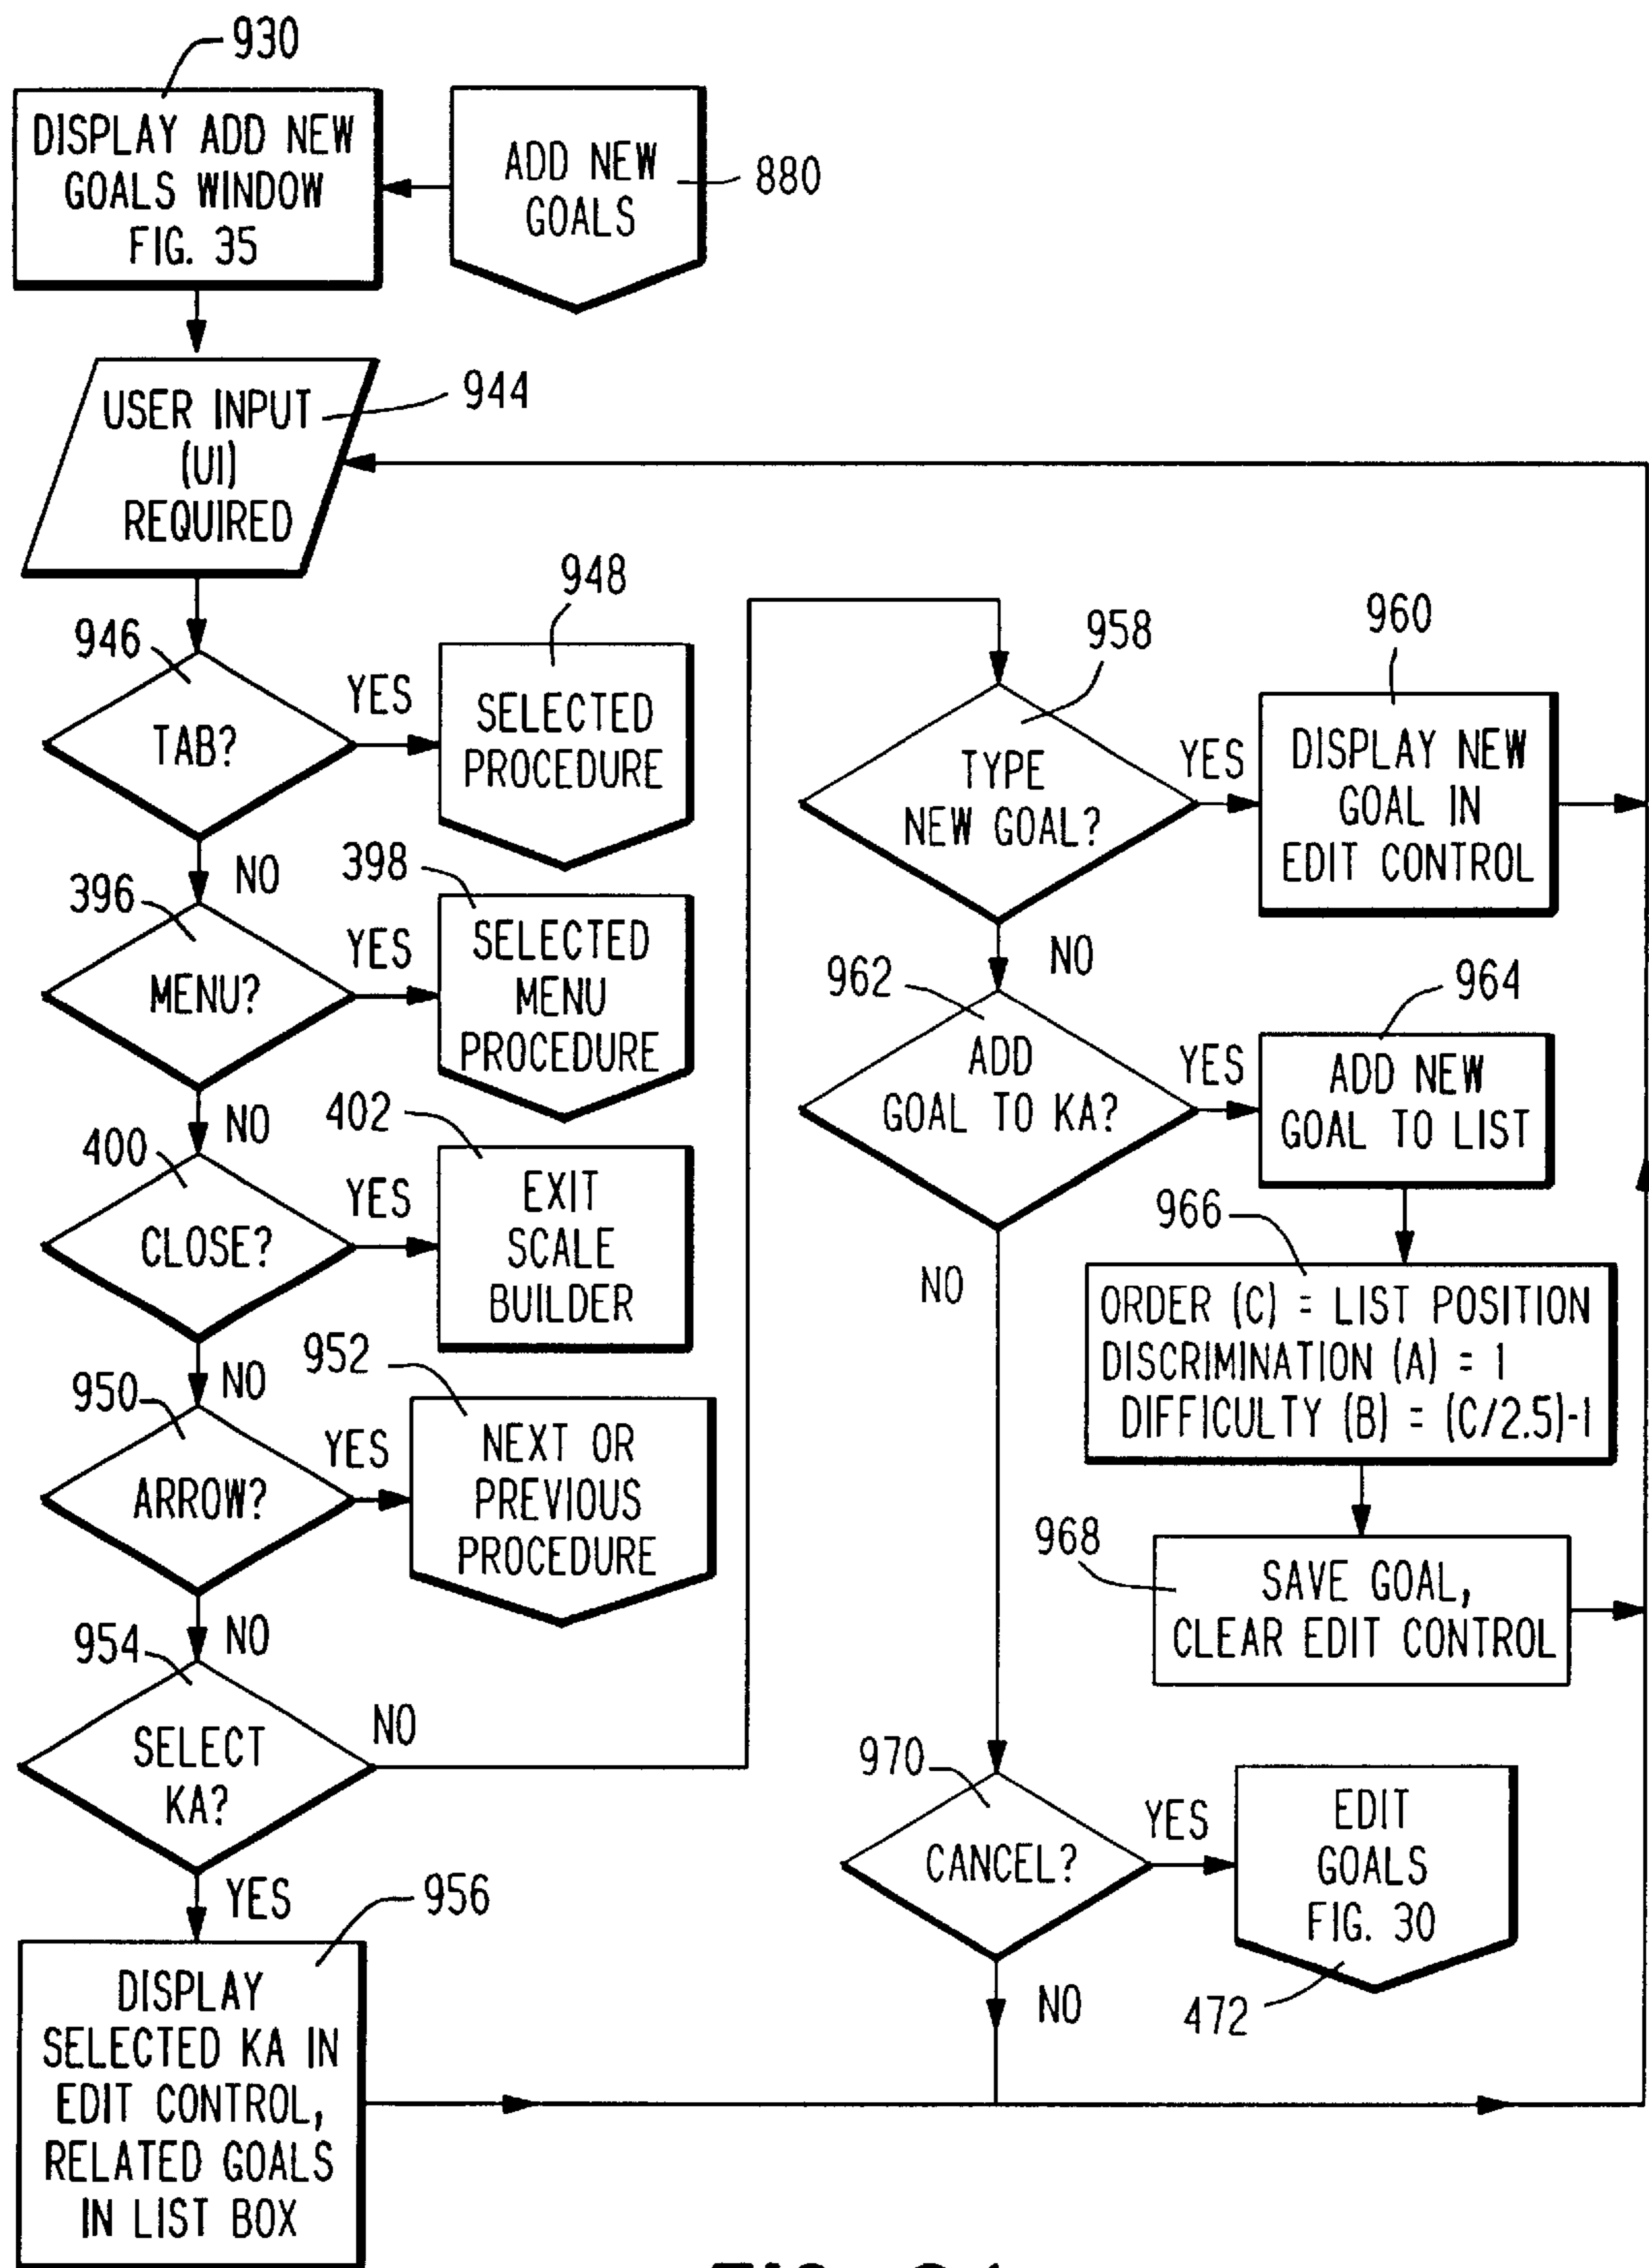 930
DISPLAY ADD NEW
GOALS WINDOW
FIG. 35
ADD NEW
GOALS
880
USER INPUT
(UI)
REQUIRED
944
946
TAB?
YES
948
SELECTED
PROCEDURE
NO
396
MENU?
YES
398
SELECTED
MENU
PROCEDURE
NO
400
CLOSE?
YES
402
EXIT
SCALE
BUILDER
NO
950
ARROW?
YES
952
NEXT OR
PREVIOUS
PROCEDURE
NO
954
SELECT
KA?
NO
YES
956
DISPLAY
SELECTED KA IN
EDIT CONTROL,
RELATED GOALS
IN LIST BOX
958
TYPE
NEW GOAL?
YES
960
DISPLAY NEW
GOAL IN
EDIT CONTROL
NO
962
ADD
GOAL TO KA?
YES
964
ADD NEW
GOAL TO LIST
966
ORDER (C) = LIST POSITION
DISCRIMINATION (A) = 1
DIFFICULTY (B) = (C/2.5)-1
968
SAVE GOAL,
CLEAR EDIT CONTROL
NO
970
CANCEL?
YES
EDIT
GOALS
FIG. 30
472
NO